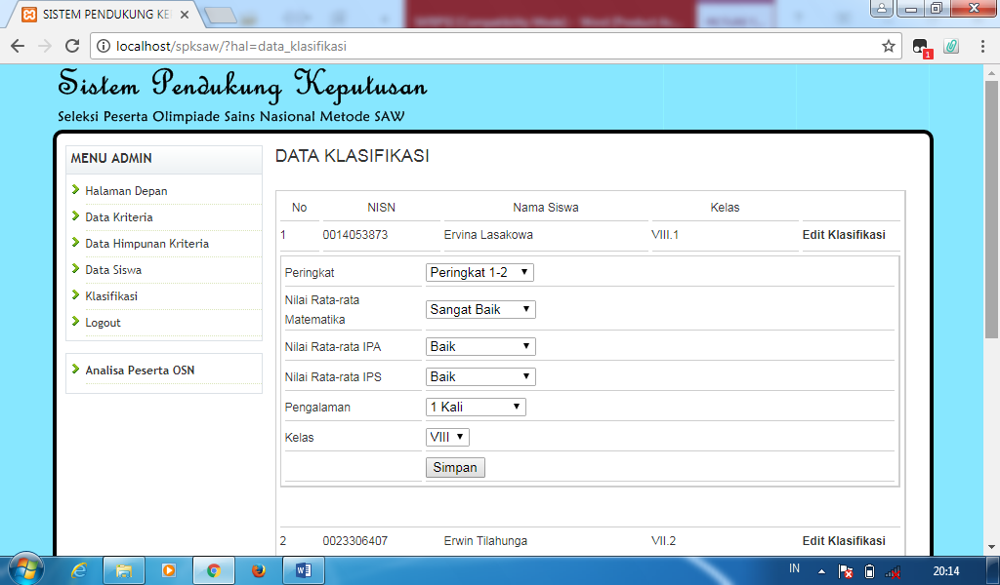 SISTEM PENDUKUNG KE
localhost/spksaw/?hal=data_klasifikasi
1
Sistem Pendukung Keputusan
Seleksi Peserta Olimpiade Sains Nasional Metode SAW
MENU ADMIN
Halaman Depan
Data Kriteria
Data Himpunan Kriteria
Data Siswa
Klasifikasi
Logout
Analisa Peserta OSN
DATA KLASIFIKASI
No NISN Nama Siswa Kelas
1 0014053873 Ervina Lasakowa VIII.1 Edit Klasifikasi
Peringkat Peringkat 1-2
Nilai Rata-rata
Matematika Sangat Baik
Nilai Rata-rata IPA Baik
Nilai Rata-rata IPS Baik
Pengalaman 1 Kali
Kelas VIII
Simpan
2 0023306407 Erwin Tilahunga VII.2 Edit Klasifikasi
IN 20:14